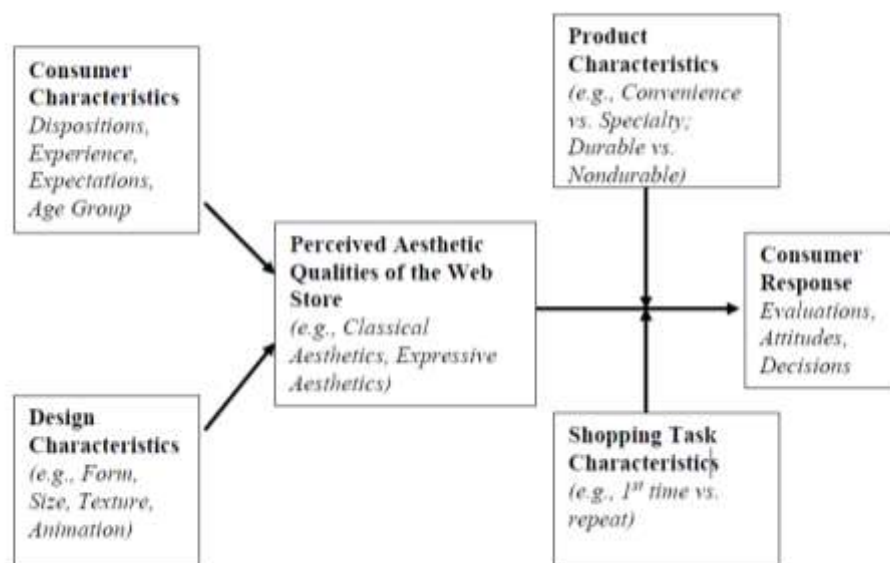 Consumer
Characteristics
Dispositions,
Experience,
Expectations,
Age Group
Design
Characteristics
(e.g., Form,
Size, Texture,
Animation)
Perceived Aesthetic
Qualities of the Web
Store
(e.g., Classical
Aesthetics, Expressive
Aesthetics)
Product
Characteristics
(e.g., Convenience
vs. Specialty;
Durable vs.
Nondurable)
Shopping Task
Characteristics
(e.g., 1st time vs.
repeat)
Consumer
Response
Evaluations,
Attitudes,
Decisions